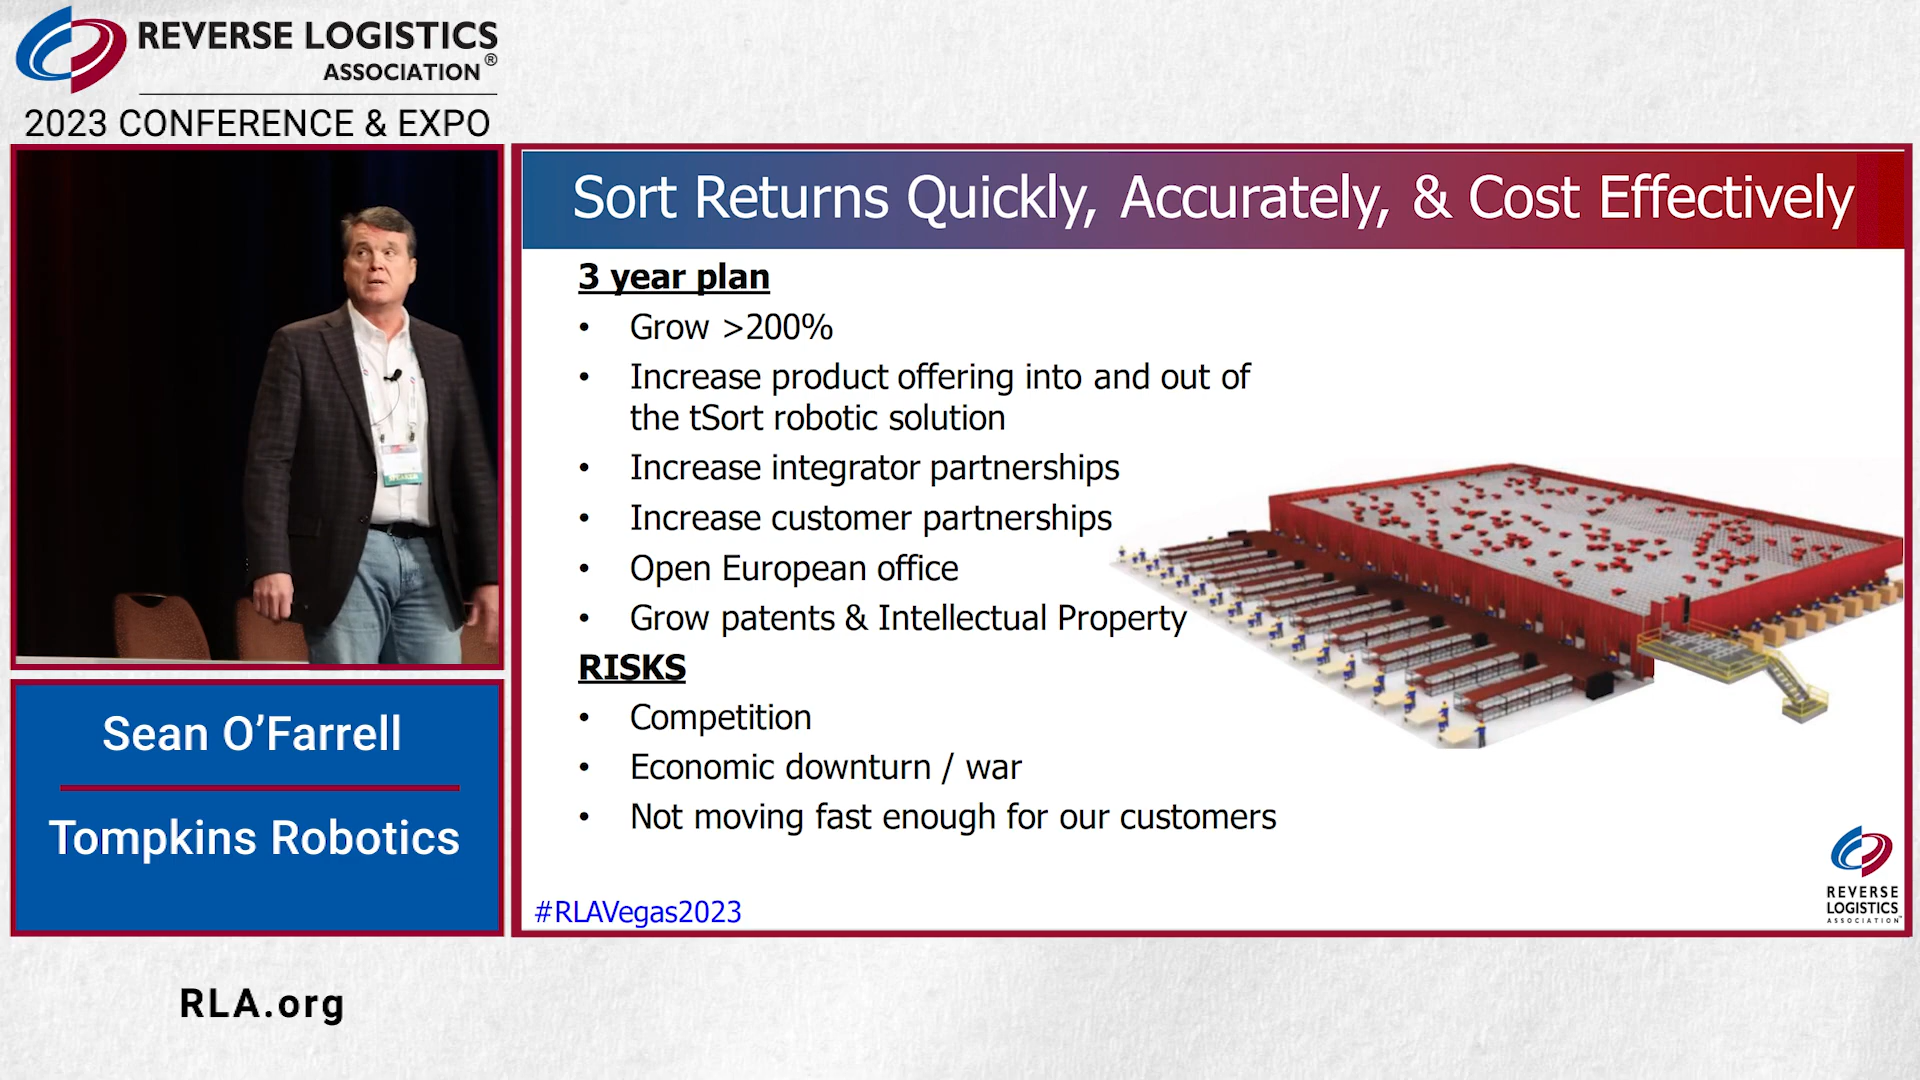 REVERSE LOGISTICS
ASSOCIATION®
2023 CONFERENCE & EXPO
SPEAKER
Sean O’Farrell
Tompkins Robotics
RLA.org
Sort Returns Quickly, Accurately, & Cost Effectively
3 year plan
• Grow >200%
• Increase product offering into and out of
the tSort robotic solution
• Increase integrator partnerships
• Increase customer partnerships
• Open European office
• Grow patents & Intellectual Property
RISKS
• Competition
• Economic downturn / war
• Not moving fast enough for our customers
#RLAVegas2023
REVERSE
LOGISTICS
ASSOCIATION™